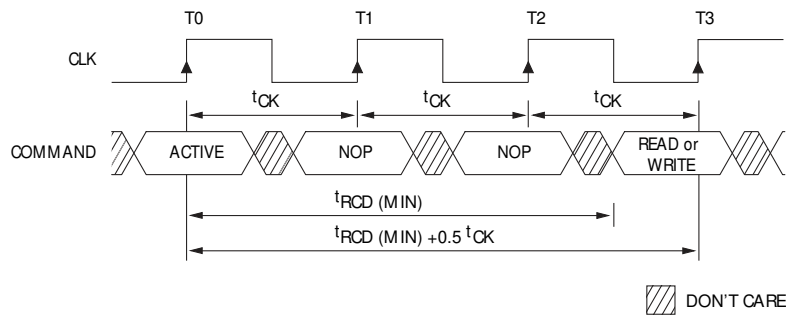 T0 T1 T2 T3
CLK
tCK tCK tCK
COMMAND ACTIVE NOP NOP READ or
WRITE
tRCD (MIN)
tRCD (MIN) +0.5 tCK
DON'T CARE